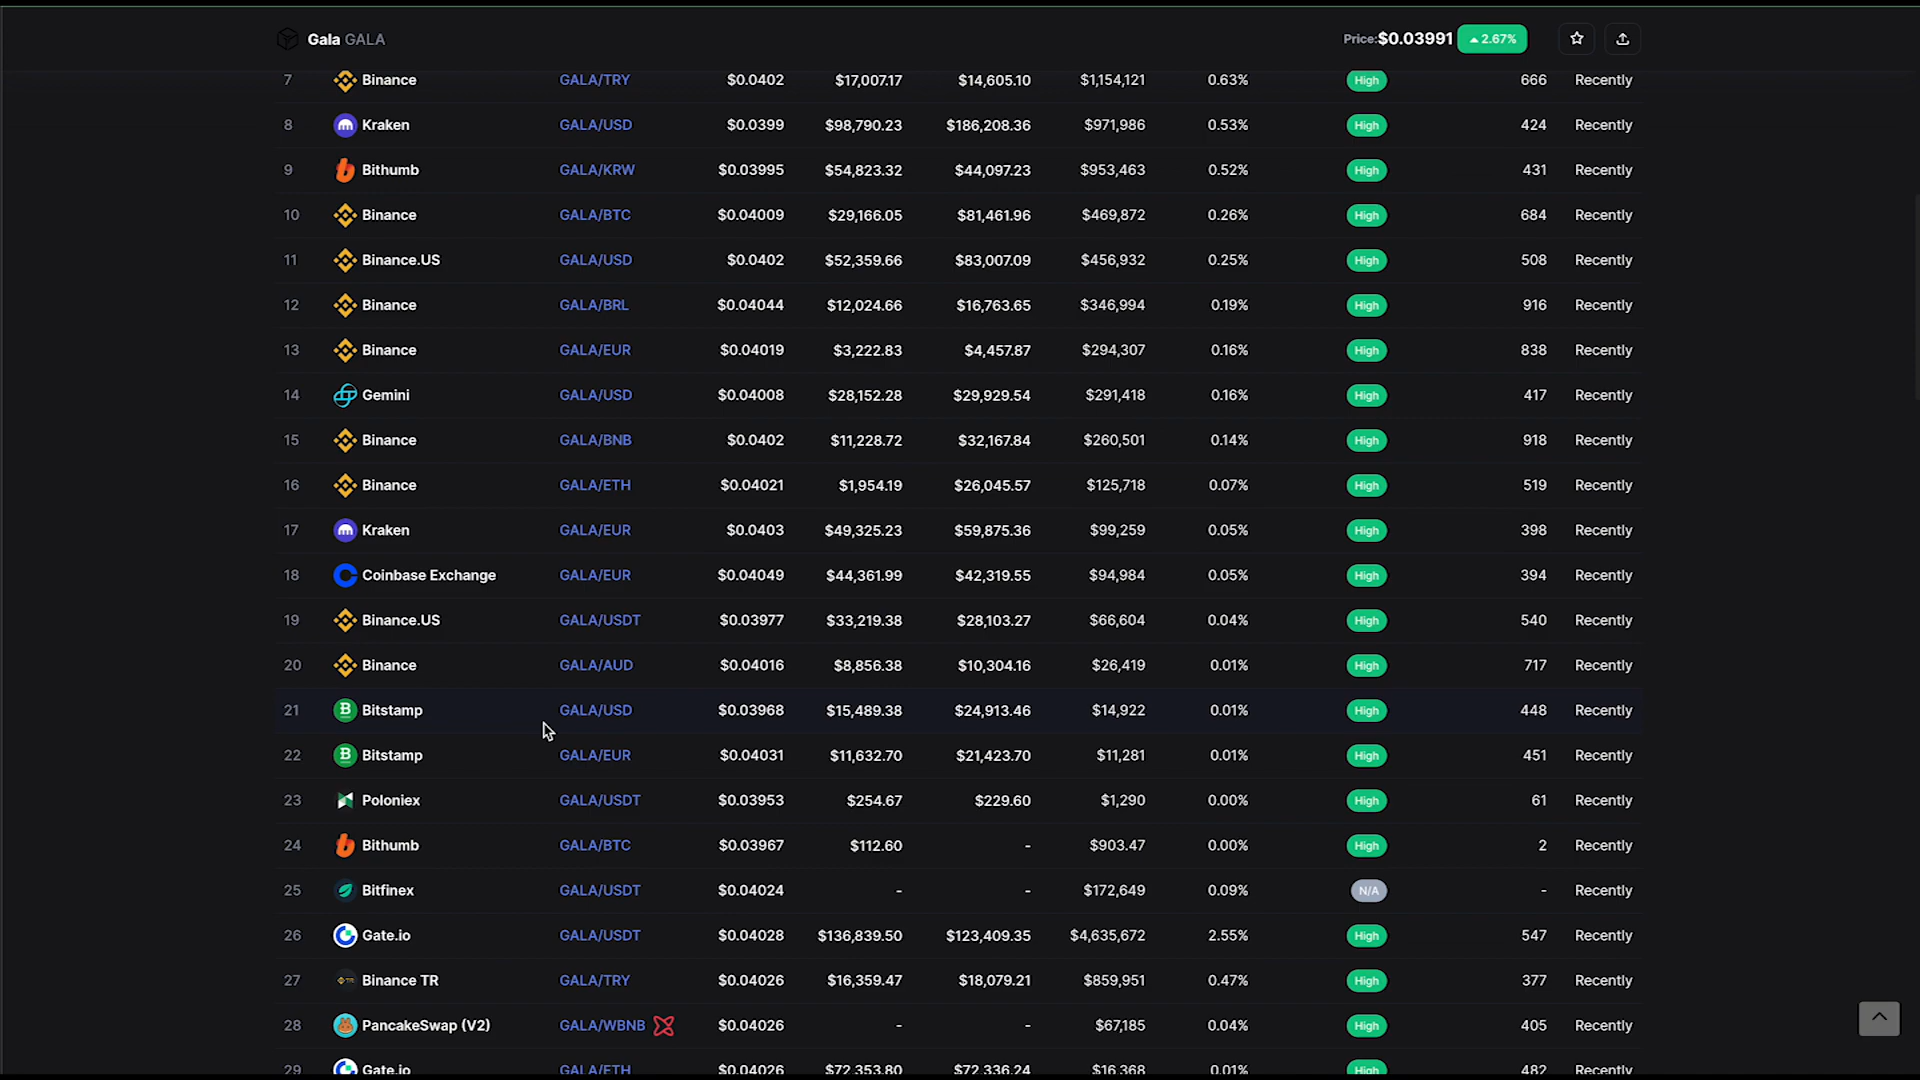 Gala GALA Price:$0.03991 2.67%
7 Binance GALA/TRY $0.0402 $17,007.17 $14,605.10 $1,154,121 0.63% High 666 Recently
8 Kraken GALA/USD $0.0399 $98,790.23 $186,208.36 $971,986 0.53% High 424 Recently
9 Bithumb GALA/KRW $0.03995 $54,823.32 $44,097.23 $953,463 0.52% High 431 Recently
10 Binance GALA/BTC $0.04009 $29,166.05 $81,461.96 $469,872 0.26% High 684 Recently
11 Binance.US GALA/USD $0.0402 $52,359.66 $83,007.09 $456,932 0.25% High 508 Recently
12 Binance GALA/BRL $0.04044 $12,024.66 $16,763.65 $346,994 0.19% High 916 Recently
13 Binance GALA/EUR $0.04019 $3,222.83 $4,457.87 $294,307 0.16% High 838 Recently
14 Gemini GALA/USD $0.04008 $28,152.28 $29,929.54 $291,418 0.16% High 417 Recently
15 Binance GALA/BNB $0.0402 $11,228.72 $32,167.84 $260,501 0.14% High 918 Recently
16 Binance GALA/ETH $0.04021 $1,954.19 $26,045.57 $125,718 0.07% High 519 Recently
17 Kraken GALA/EUR $0.0403 $49,325.23 $59,875.36 $99,259 0.05% High 398 Recently
18 Coinbase Exchange GALA/EUR $0.04049 $44,361.99 $42,319.55 $94,984 0.05% High 394 Recently
19 Binance.US GALA/USDT $0.03977 $33,219.38 $28,103.27 $66,604 0.04% High 540 Recently
20 Binance GALA/AUD $0.04016 $8,856.38 $10,304.16 $26,419 0.01% High 717 Recently
21 Bitstamp GALA/USD $0.03968 $15,489.38 $24,913.46 $14,922 0.01% High 448 Recently
22 Bitstamp GALA/EUR $0.04031 $11,632.70 $21,423.70 $11,281 0.01% High 451 Recently
23 Poloniex GALA/USDT $0.03953 $254.67 $229.60 $1,290 0.00% High 61 Recently
24 Bithumb GALA/BTC $0.03967 $112.60 - $903.47 0.00% High 2 Recently
25 Bitfinex GALA/USDT $0.04024 - - $172,649 0.09% N/A - Recently
26 Gate.io GALA/USDT $0.04028 $136,839.50 $123,409.35 $4,635,672 2.55% High 547 Recently
27 Binance TR GALA/TRY $0.04026 $16,359.47 $18,079.21 $859,951 0.47% High 377 Recently
28 PancakeSwap (V2) GALA/WBNB $0.04026 - - $67,185 0.04% High 405 Recently
29 Gate.io GALA/ETH $0.04026 $72,353.80 $72,336.24 $16,368 0.01% High 482 Recently